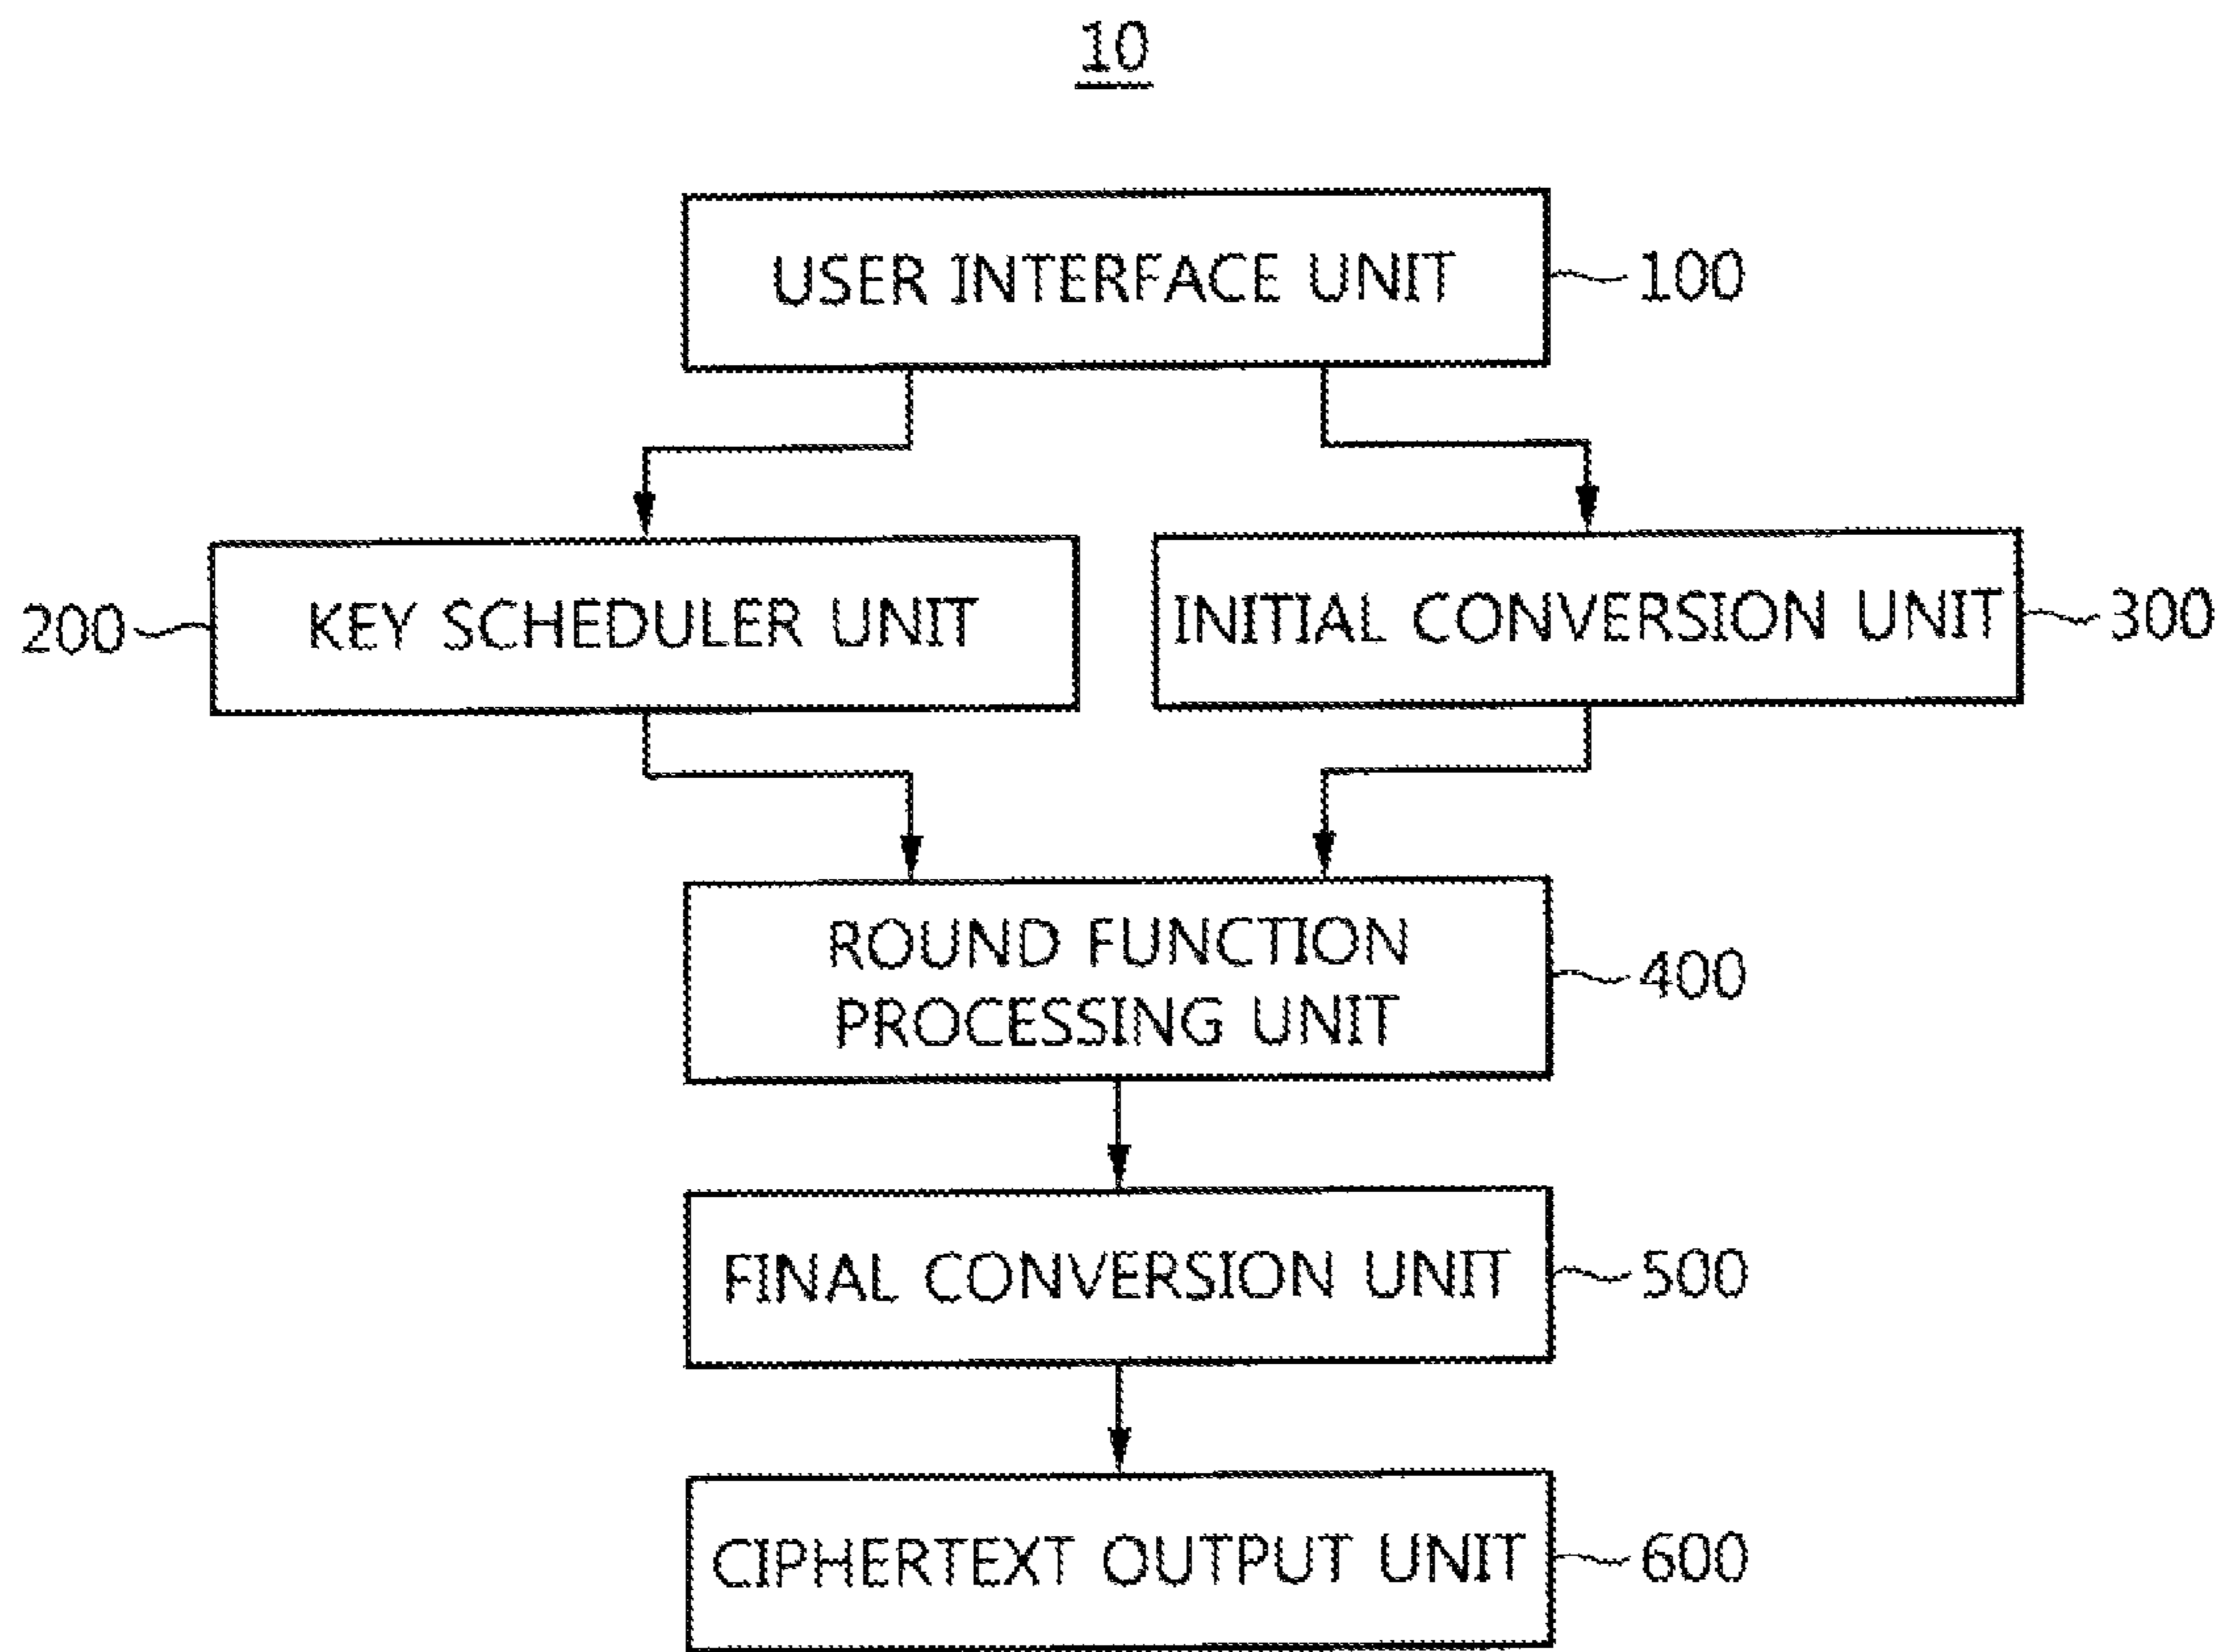 10
USER INTERFACE UNIT
100
200
KEY SCHEDULER UNIT
INITIAL CONVERSION UNIT
300
ROUND FUNCTION
PROCESSING UNIT
400
FINAL CONVERSION UNIT
500
CIPHERTEXT OUTPUT UNIT
600